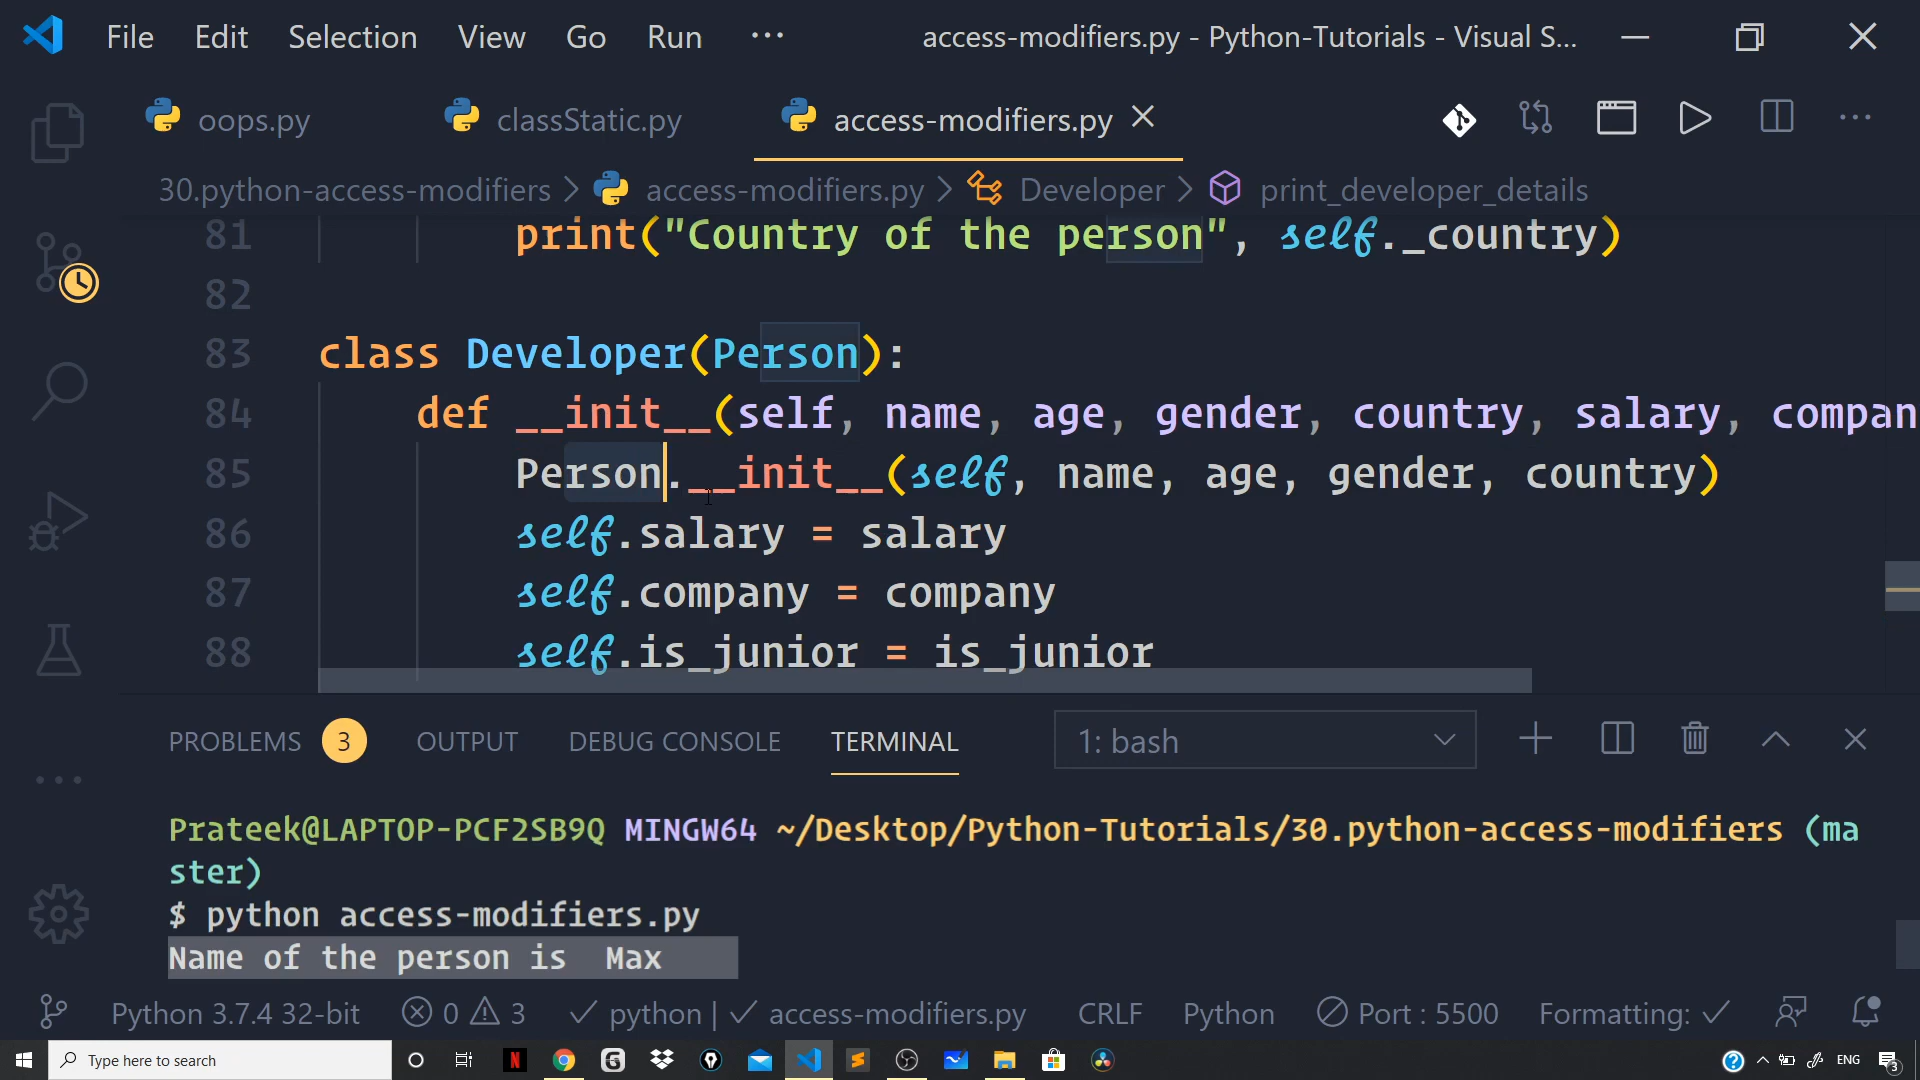 File Edit Selection View Go Run ... access-modifiers.py - Python-Tutorials - Visual S...
oops.py classStatic.py access-modifiers.py
30.python-access-modifiers > access-modifiers.py > Developer > print_developer_details
81 print("Country of the person", self._country)
82
83 class Developer(Person):
84 def __init__(self, name, age, gender, country, salary, compan
85 Person.__init__(self, name, age, gender, country)
86 self.salary = salary
87 self.company = company
88 self.is_junior = is_junior
PROBLEMS 3 OUTPUT DEBUG CONSOLE TERMINAL 1: bash
Prateek@LAPTOP-PCF2SB9Q MINGW64 ~/Desktop/Python-Tutorials/30.python-access-modifiers (ma
ster)
$ python access-modifiers.py
Name of the person is  Max
Python 3.7.4 32-bit 0 3 python | access-modifiers.py CRLF Python Port : 5500 Formatting:
Type here to search N G ENG 3